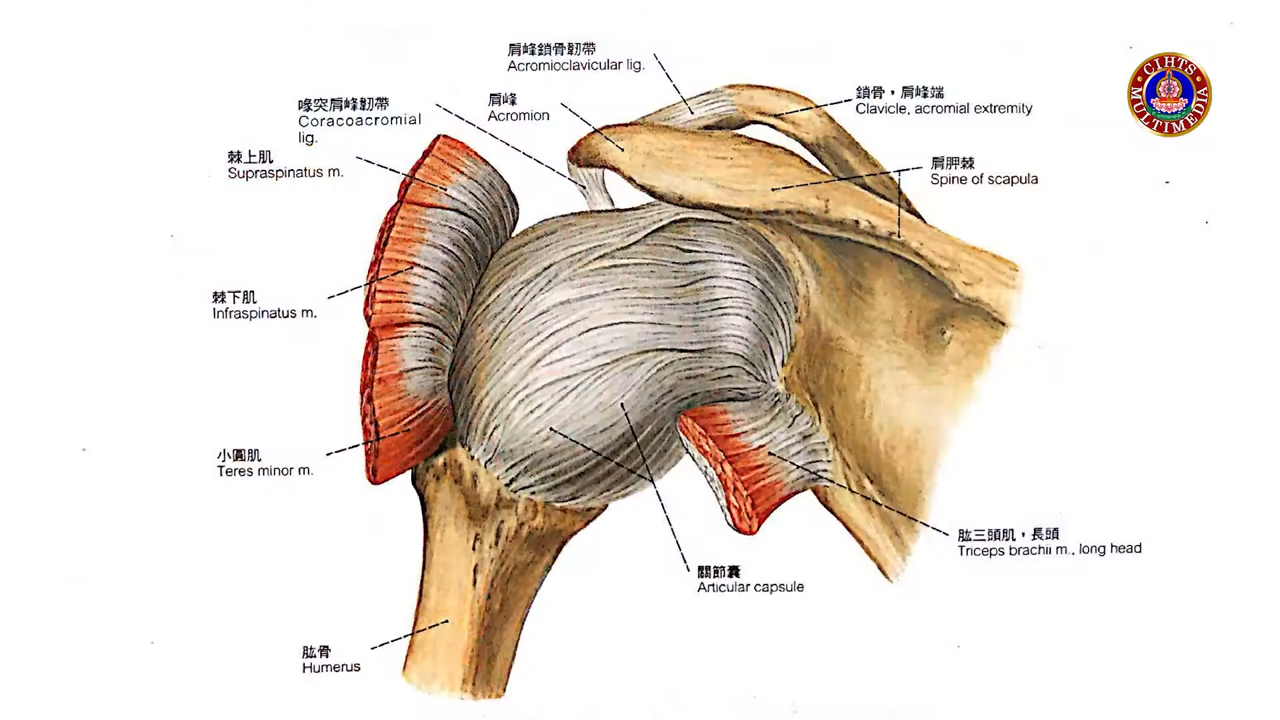 肩峰鎖骨韌帶
Acromioclavicular lig.
喙突肩峰韌帶
Coracoacromial
lig.
肩峰
Acromion
鎖骨，肩峰端
Clavicle, acromial extremity
棘上肌
Supraspinatus m.
肩胛棘
Spine of scapula
棘下肌
Infraspinatus m.
小圓肌
Teres minor m.
肱三頭肌，長頭
Triceps brachii m., long head
關節囊
Articular capsule
肱骨
Humerus
CIHTS
MULTIMEDIA